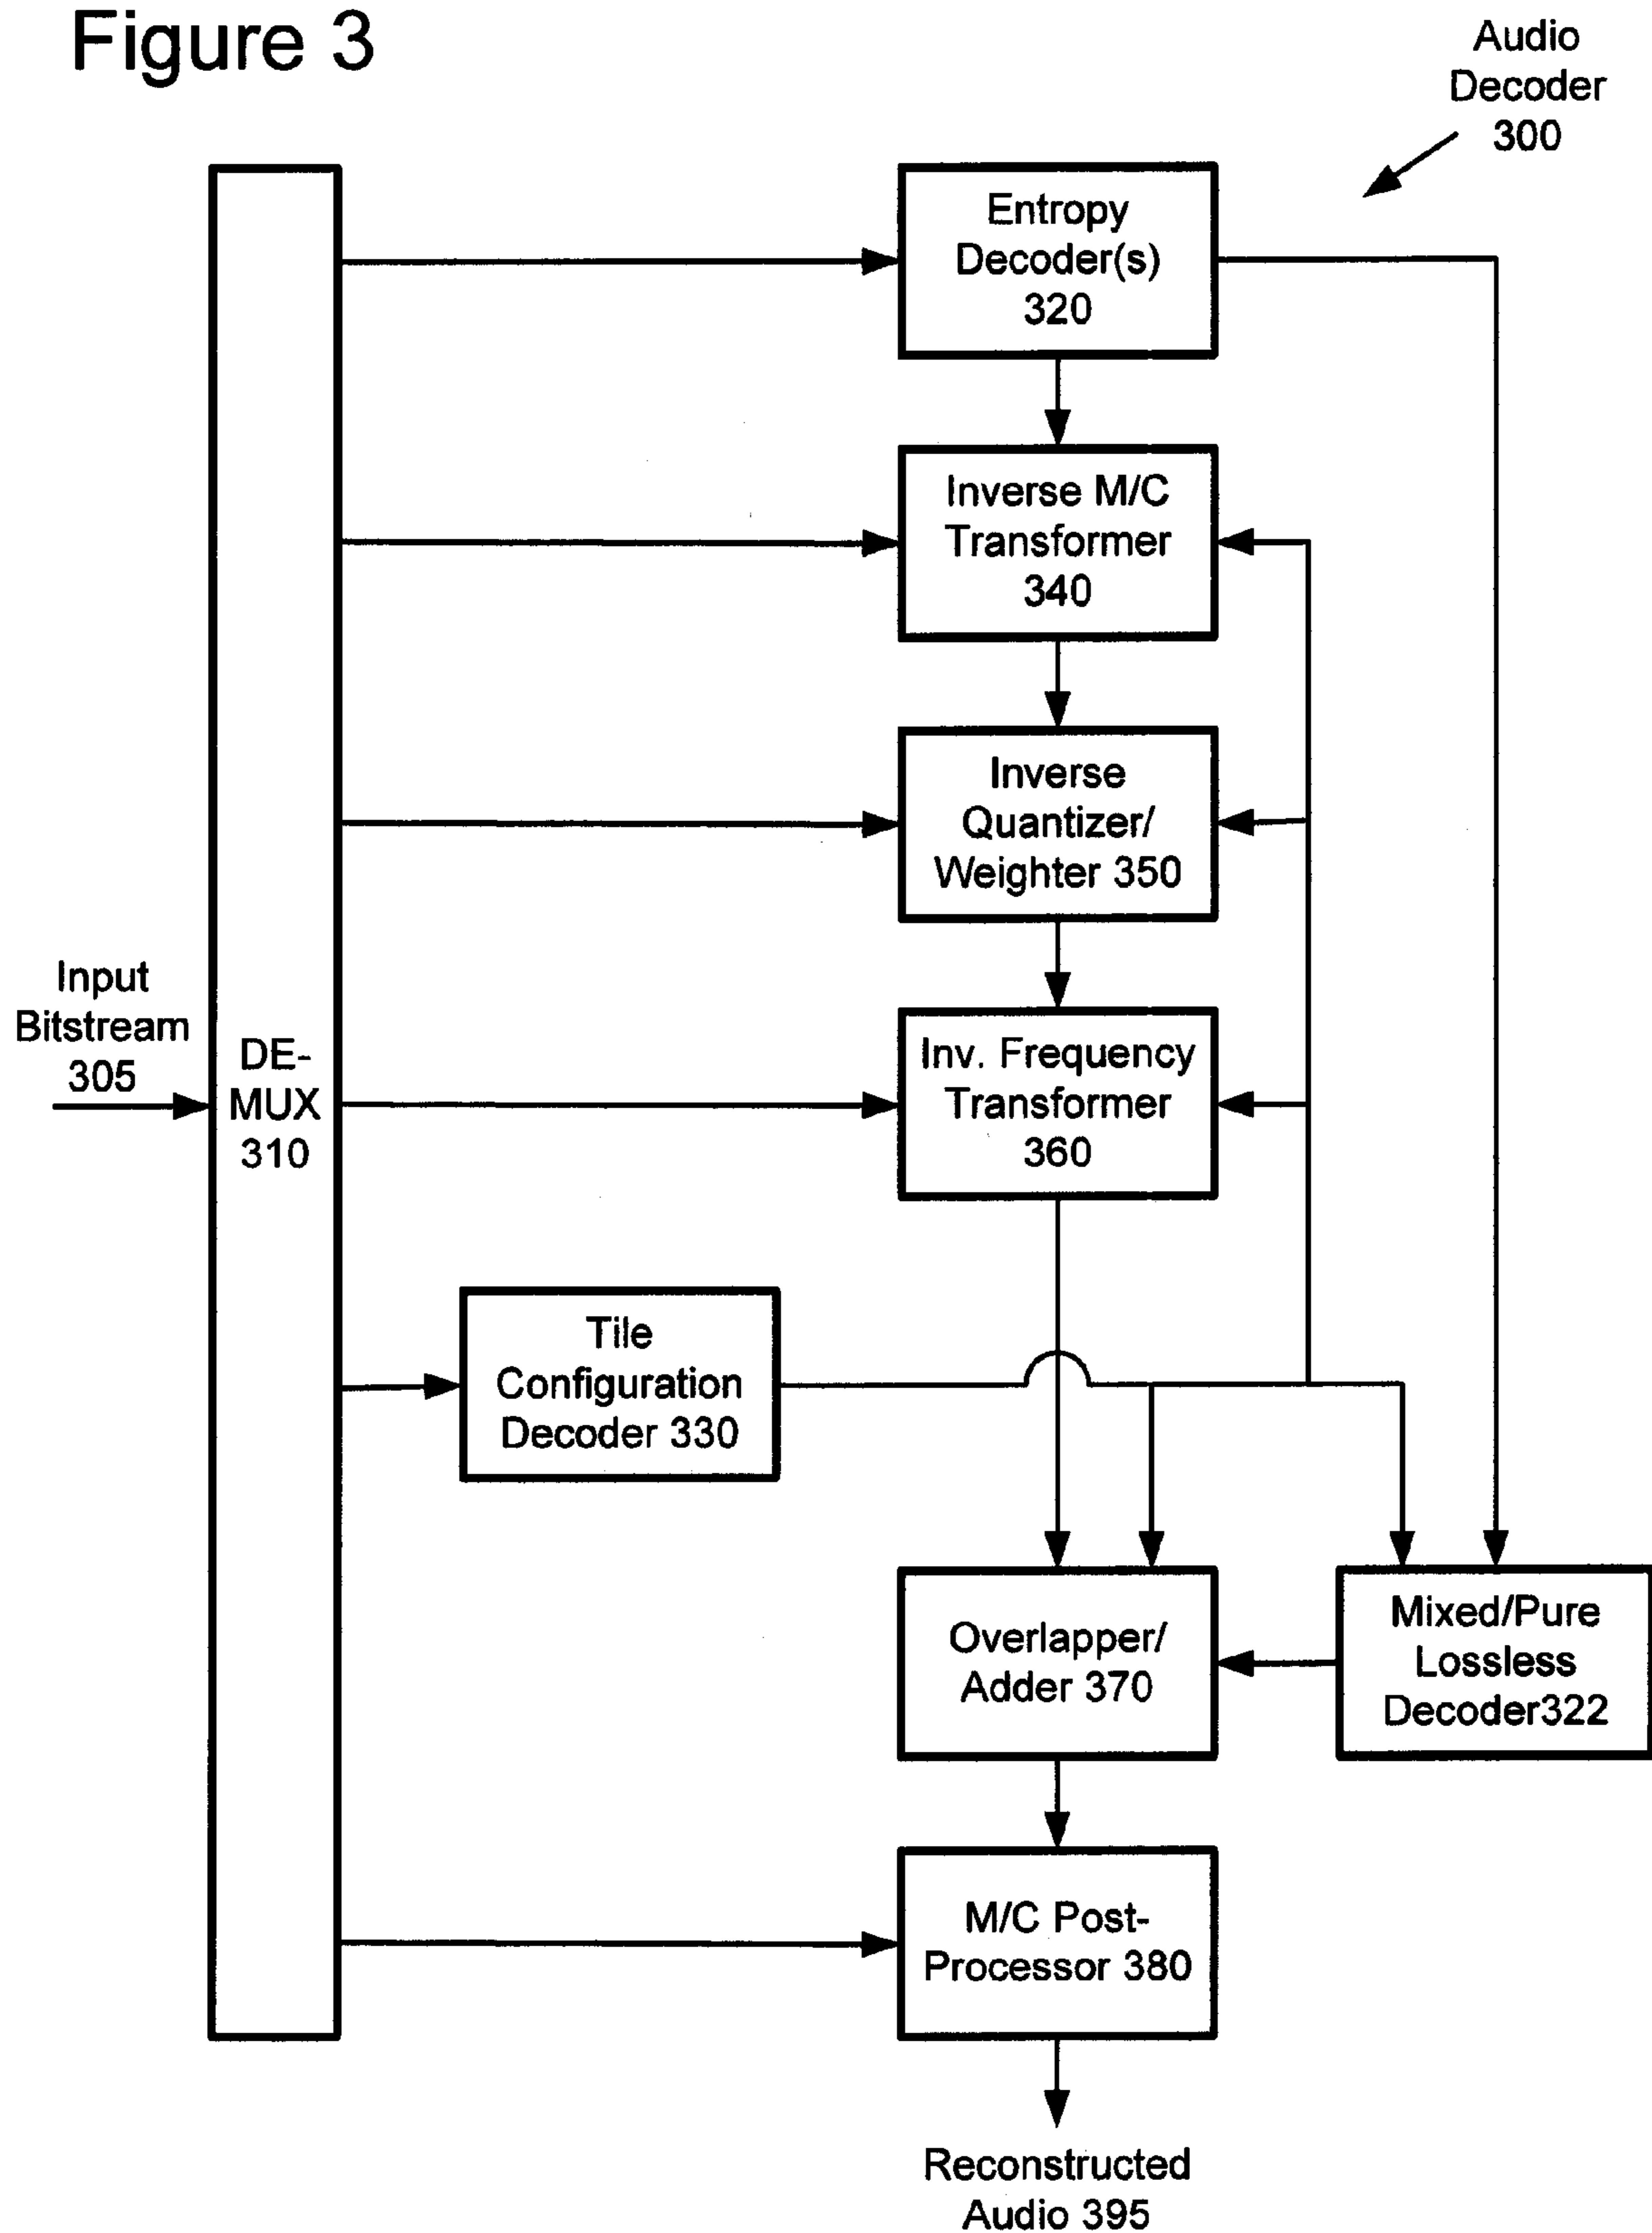 Figure 3
Audio
Decoder
300
Entropy
Decoder(s)
320
Inverse M/C
Transformer
340
Inverse
Quantizer/
Weighter 350
Input
Bitstream
305
DE-
MUX
310
Inv. Frequency
Transformer
360
Tile
Configuration
Decoder 330
Overlapper/
Adder 370
Mixed/Pure
Lossless
Decoder322
M/C Post-
Processor 380
Reconstructed
Audio 395